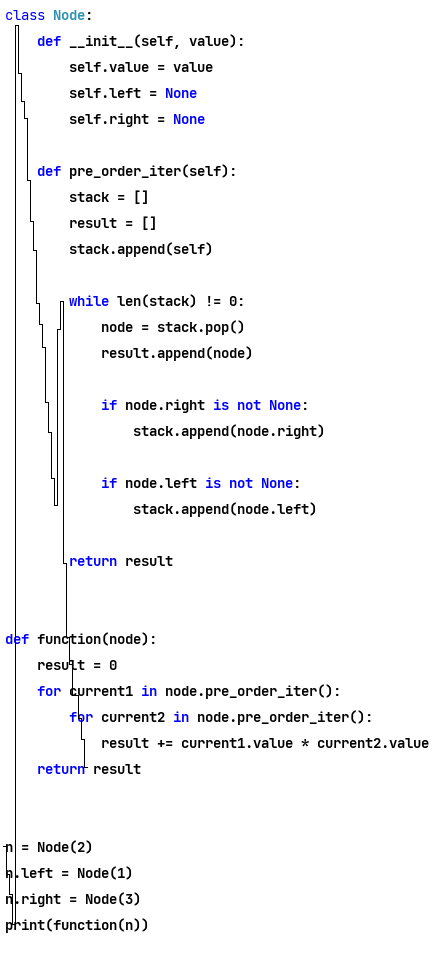 class Node:
    def __init__(self, value):
        self.value = value
        self.left = None
        self.right = None
    def pre_order_iter(self):
        stack = []
        result = []
        stack.append(self)
        while len(stack) != 0:
            node = stack.pop()
            result.append(node)
            if node.right is not None:
                stack.append(node.right)
            if node.left is not None:
                stack.append(node.left)
        return result
def function(node):
    result = 0
    for current1 in node.pre_order_iter():
        for current2 in node.pre_order_iter():
            result += current1.value * current2.value
    return result
n = Node(2)
n.left = Node(1)
n.right = Node(3)
print(function(n))